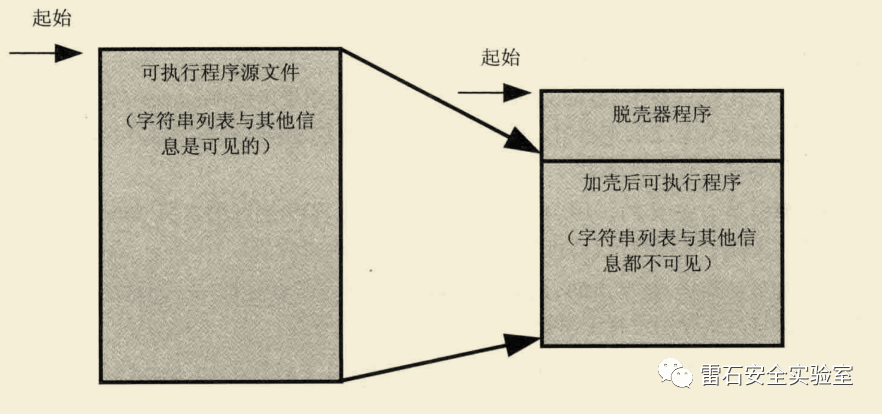 起始
可执行程序源文件
（字符串列表与其他信
息是可见的）
起始
脱壳器程序
加壳后可执行程序
（字符串列表与其他信
息都不可见）
雷石安全实验室